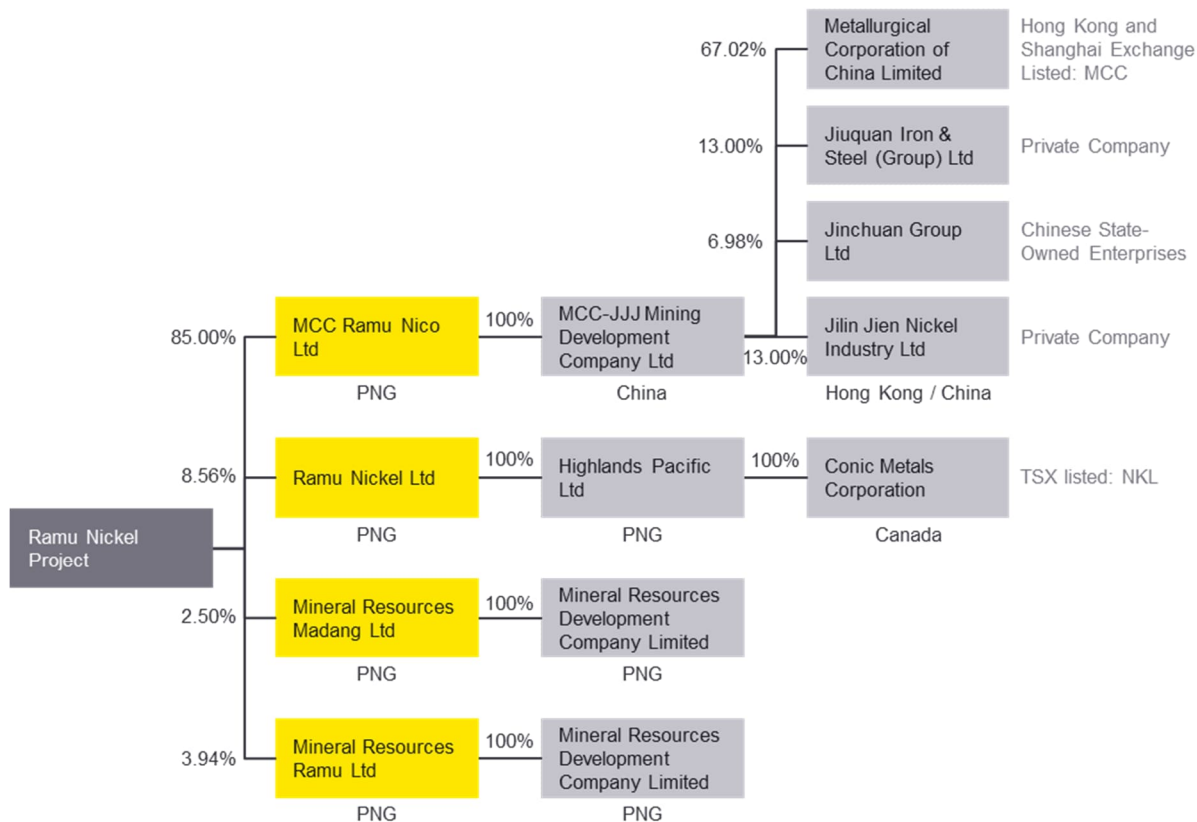 67.02%
Metallurgical
Corporation of
China Limited
Hong Kong and
Shanghai Exchange
Listed: MCC
13.00%
Jiuquan Iron &
Steel (Group) Ltd
Private Company
6.98%
Jinchuan Group
Ltd
Chinese State-
Owned Enterprises
85.00%
MCC Ramu Nico
Ltd
PNG
100%
MCC-JJJ Mining
Development
Company Ltd
China
13.00%
Jilin Jien Nickel
Industry Ltd
Hong Kong / China
Private Company
8.56%
Ramu Nickel Ltd
PNG
100%
Highlands Pacific
Ltd
PNG
100%
Conic Metals
Corporation
Canada
TSX listed: NKL
Ramu Nickel
Project
2.50%
Mineral Resources
Madang Ltd
PNG
100%
Mineral Resources
Development
Company Limited
PNG
3.94%
Mineral Resources
Ramu Ltd
PNG
100%
Mineral Resources
Development
Company Limited
PNG